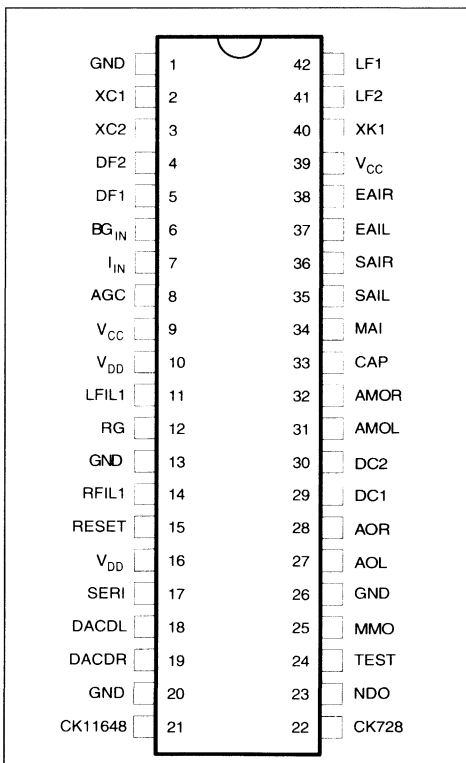 GND 1 42 LF1
XC1 2 41 LF2
XC2 3 40 XK1
DF2 4 39 VCC
DF1 5 38 EAIR
BGIN 6 37 EAIL
IIN 7 36 SAIR
AGC 8 35 SAIL
VCC 9 34 MAI
VDD 10 33 CAP
LFIL1 11 32 AMOR
RG 12 31 AMOL
GND 13 30 DC2
RFIL1 14 29 DC1
RESET 15 28 AOR
VDD 16 27 AOL
SERI 17 26 GND
DACDL 18 25 MMO
DACDR 19 24 TEST
GND 20 23 NDO
CK11648 21 22 CK728